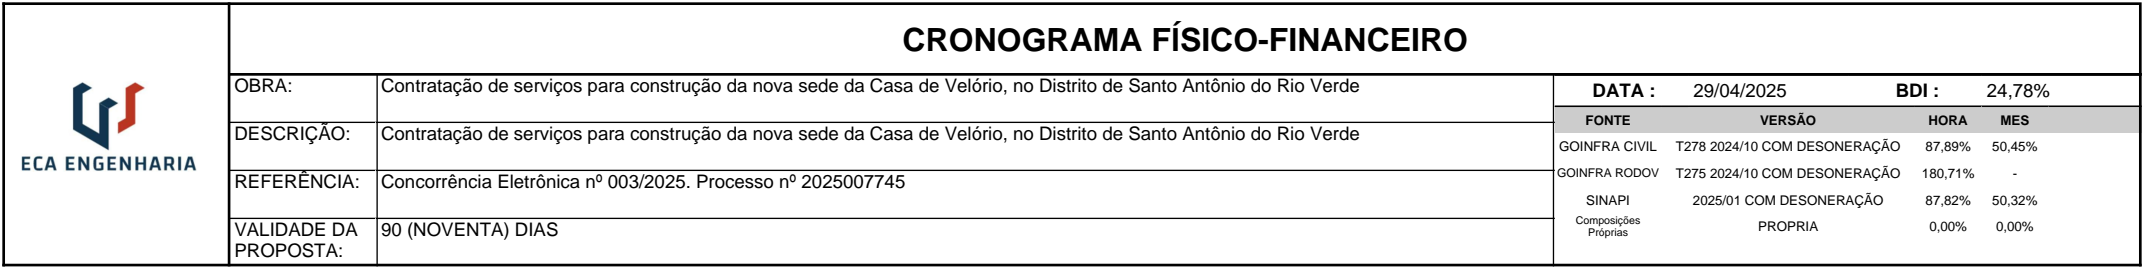 CRONOGRAMA FÍSICO-FINANCEIRO
ECA ENGENHARIA
OBRA: Contratação de serviços para construção da nova sede da Casa de Velório, no Distrito de Santo Antônio do Rio Verde
DESCRIÇÃO: Contratação de serviços para construção da nova sede da Casa de Velório, no Distrito de Santo Antônio do Rio Verde
REFERÊNCIA: Concorrência Eletrônica nº 003/2025. Processo nº 2025007745
VALIDADE DA PROPOSTA: 90 (NOVENTA) DIAS
DATA : 29/04/2025 BDI : 24,78%
FONTE VERSÃO HORA MES
GOINFRA CIVIL T278 2024/10 COM DESONERAÇÃO 87,89% 50,45%
GOINFRA RODOV T275 2024/10 COM DESONERAÇÃO 180,71% -
SINAPI 2025/01 COM DESONERAÇÃO 87,82% 50,32%
Composições Próprias PROPRIA 0,00% 0,00%